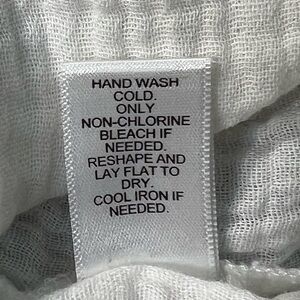 HAND WASH
COLD.
ONLY
NON-CHLORINE
BLEACH IF
NEEDED.
RESHAPE AND
LAY FLAT TO
DRY.
COOL IRON IF
NEEDED.